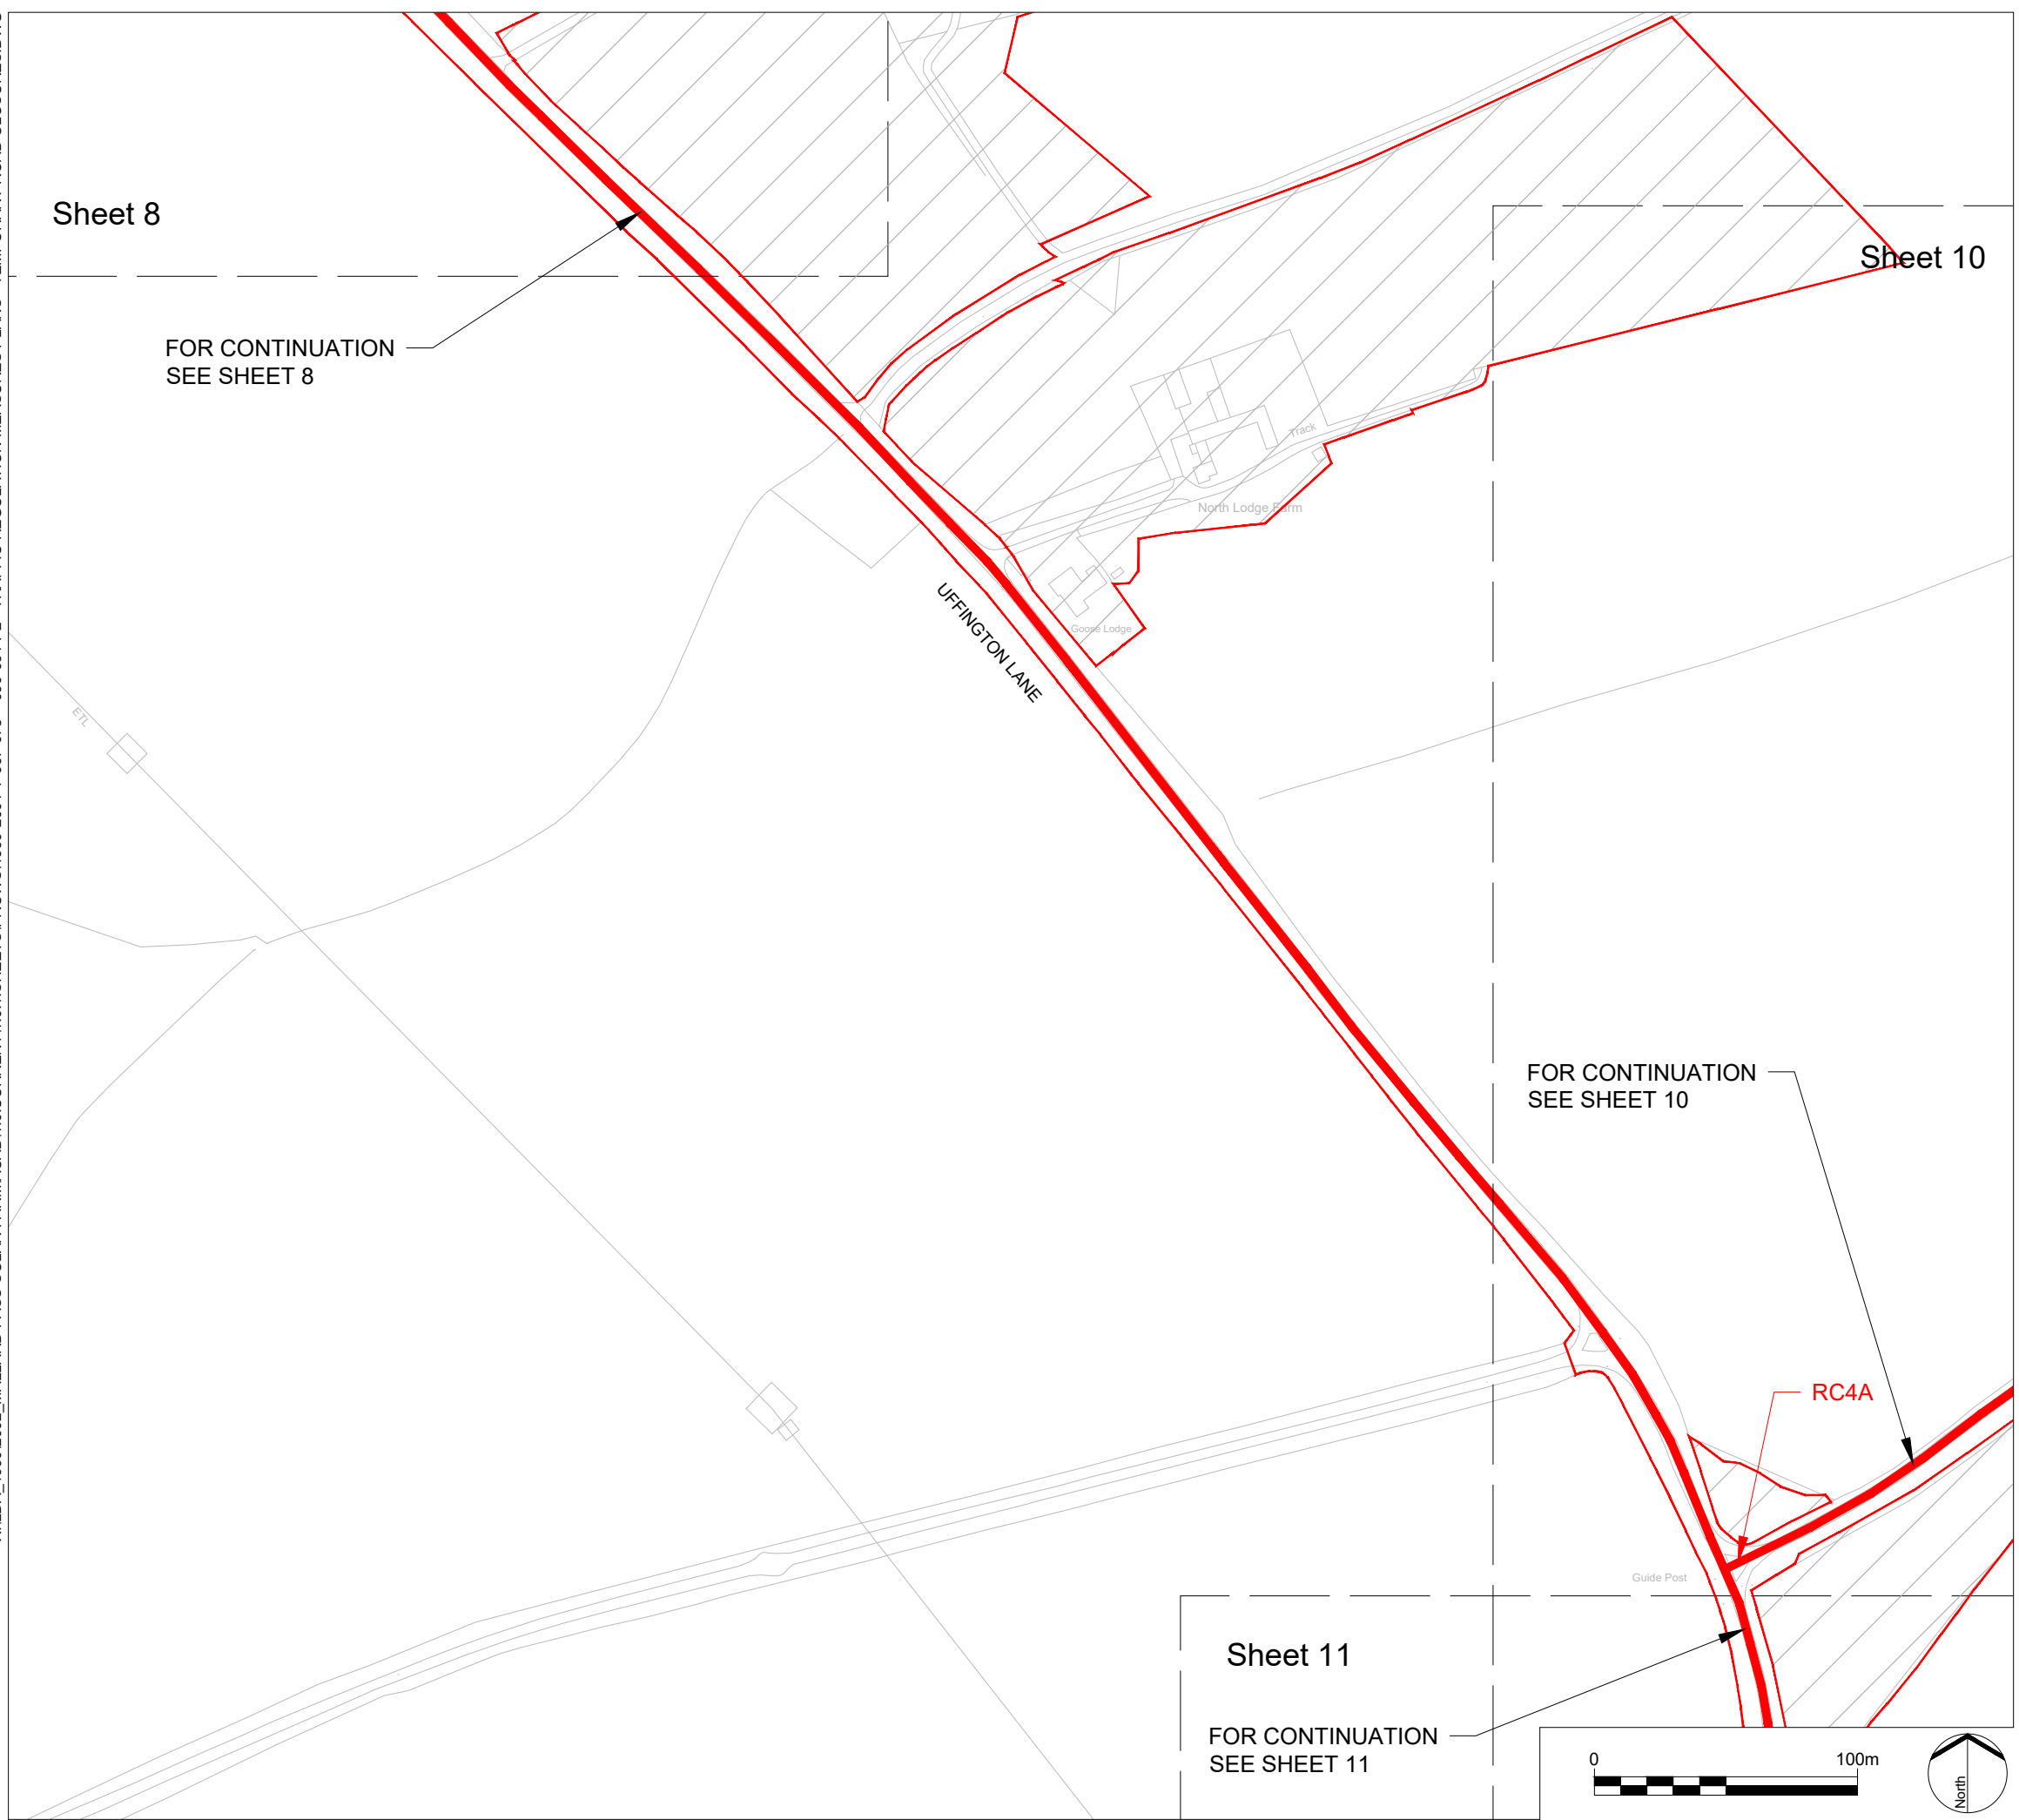 Sheet 8
Sheet 10
FOR CONTINUATION
SEE SHEET 8
Track
North Lodge Farm
Goose Lodge
UFFINGTON LANE
ETL
FOR CONTINUATION
SEE SHEET 10
RC4A
Guide Post
Sheet 11
FOR CONTINUATION
SEE SHEET 11
0
100m
North